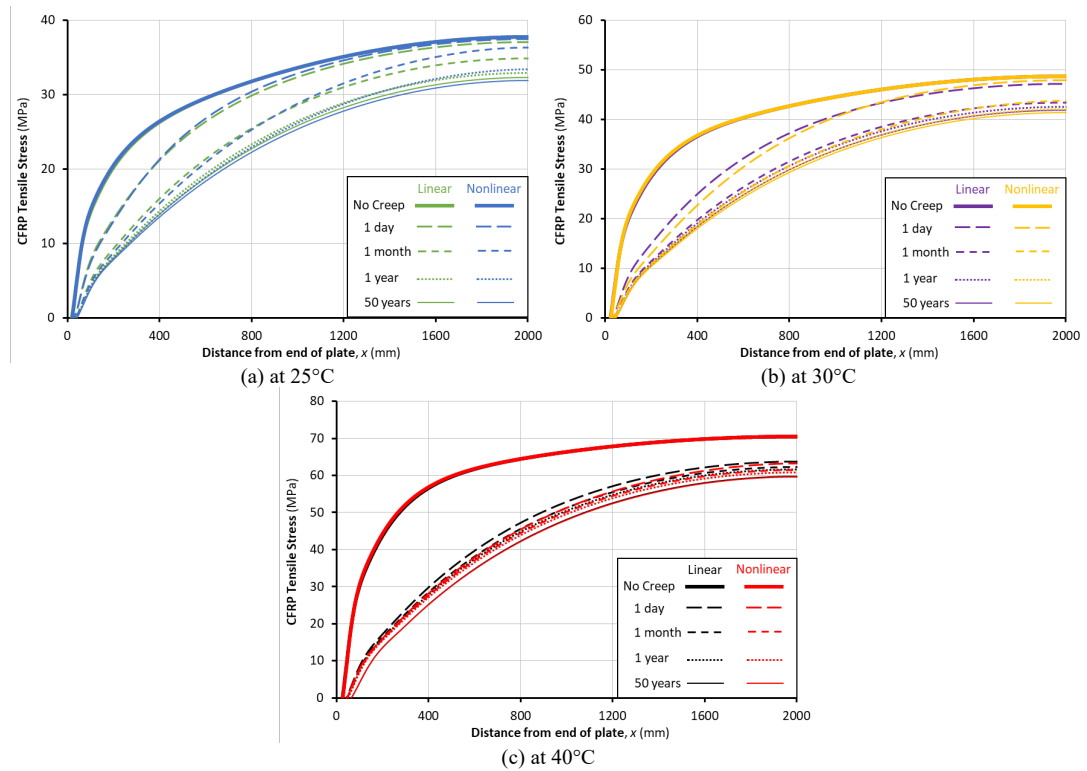 40
30
20
10
0
CFRP Tensile Stress (MPa)
0 400 800 1200 1600 2000
Distance from end of plate, x (mm)
Linear Nonlinear
No Creep
1 day
1 month
1 year
50 years
(a) at 25°C
60
50
40
30
20
10
0
CFRP Tensile Stress (MPa)
0 400 800 1200 1600 2000
Distance from end of plate, x (mm)
Linear Nonlinear
No Creep
1 day
1 month
1 year
50 years
(b) at 30°C
80
70
60
50
40
30
20
10
0
CFRP Tensile Stress (MPa)
0 400 800 1200 1600 2000
Distance from end of plate, x (mm)
Linear Nonlinear
No Creep
1 day
1 month
1 year
50 years
(c) at 40°C